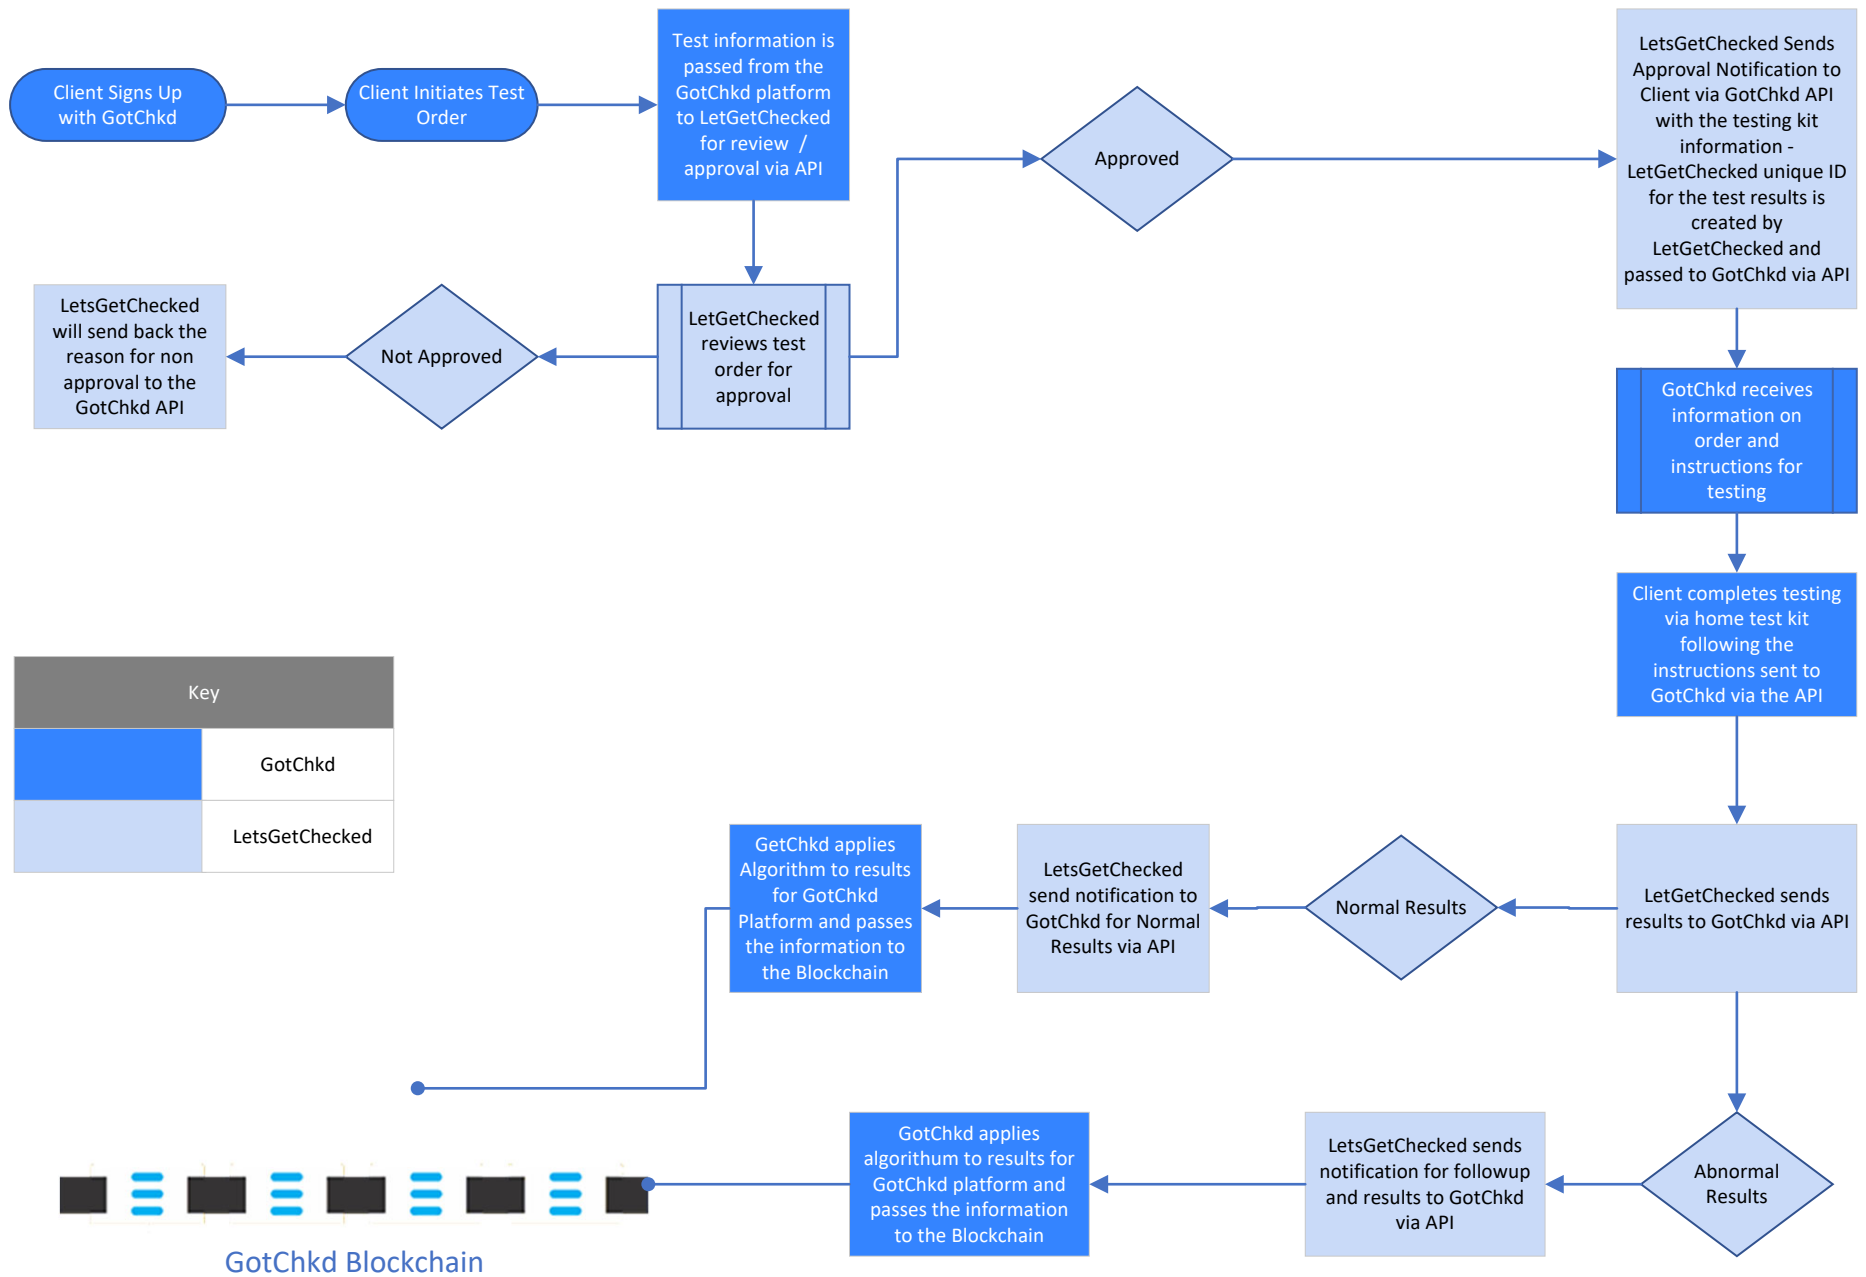 Client Signs Up
with GotChkd
Client Initiates Test
Order
Test information is
passed from the
GotChkd platform
to LetGetChecked
for review  /
approval via API
Approved
LetsGetChecked Sends
Approval Notification to
Client via GotChkd API
with the testing kit
information -
LetGetChecked unique ID
for the test results is
created by
LetGetChecked and
passed to GotChkd via API
LetsGetChecked
will send back the
reason for non
approval to the
GotChkd API
Not Approved
LetGetChecked
reviews test
order for
approval
GotChkd receives
information on
order and
instructions for
testing
Client completes testing
via home test kit
following the
instructions sent to
GotChkd via the API
Key
GotChkd
LetsGetChecked
GetChkd applies
Algorithm to results
for GotChkd
Platform and passes
the information to
the Blockchain
LetsGetChecked
send notification to
GotChkd for Normal
Results via API
Normal Results
LetGetChecked sends
results to GotChkd via API
GotChkd applies
algorithum to results for
GotChkd platform and
passes the information
to the Blockchain
LetsGetChecked sends
notification for followup
and results to GotChkd
via API
Abnormal
Results
GotChkd Blockchain